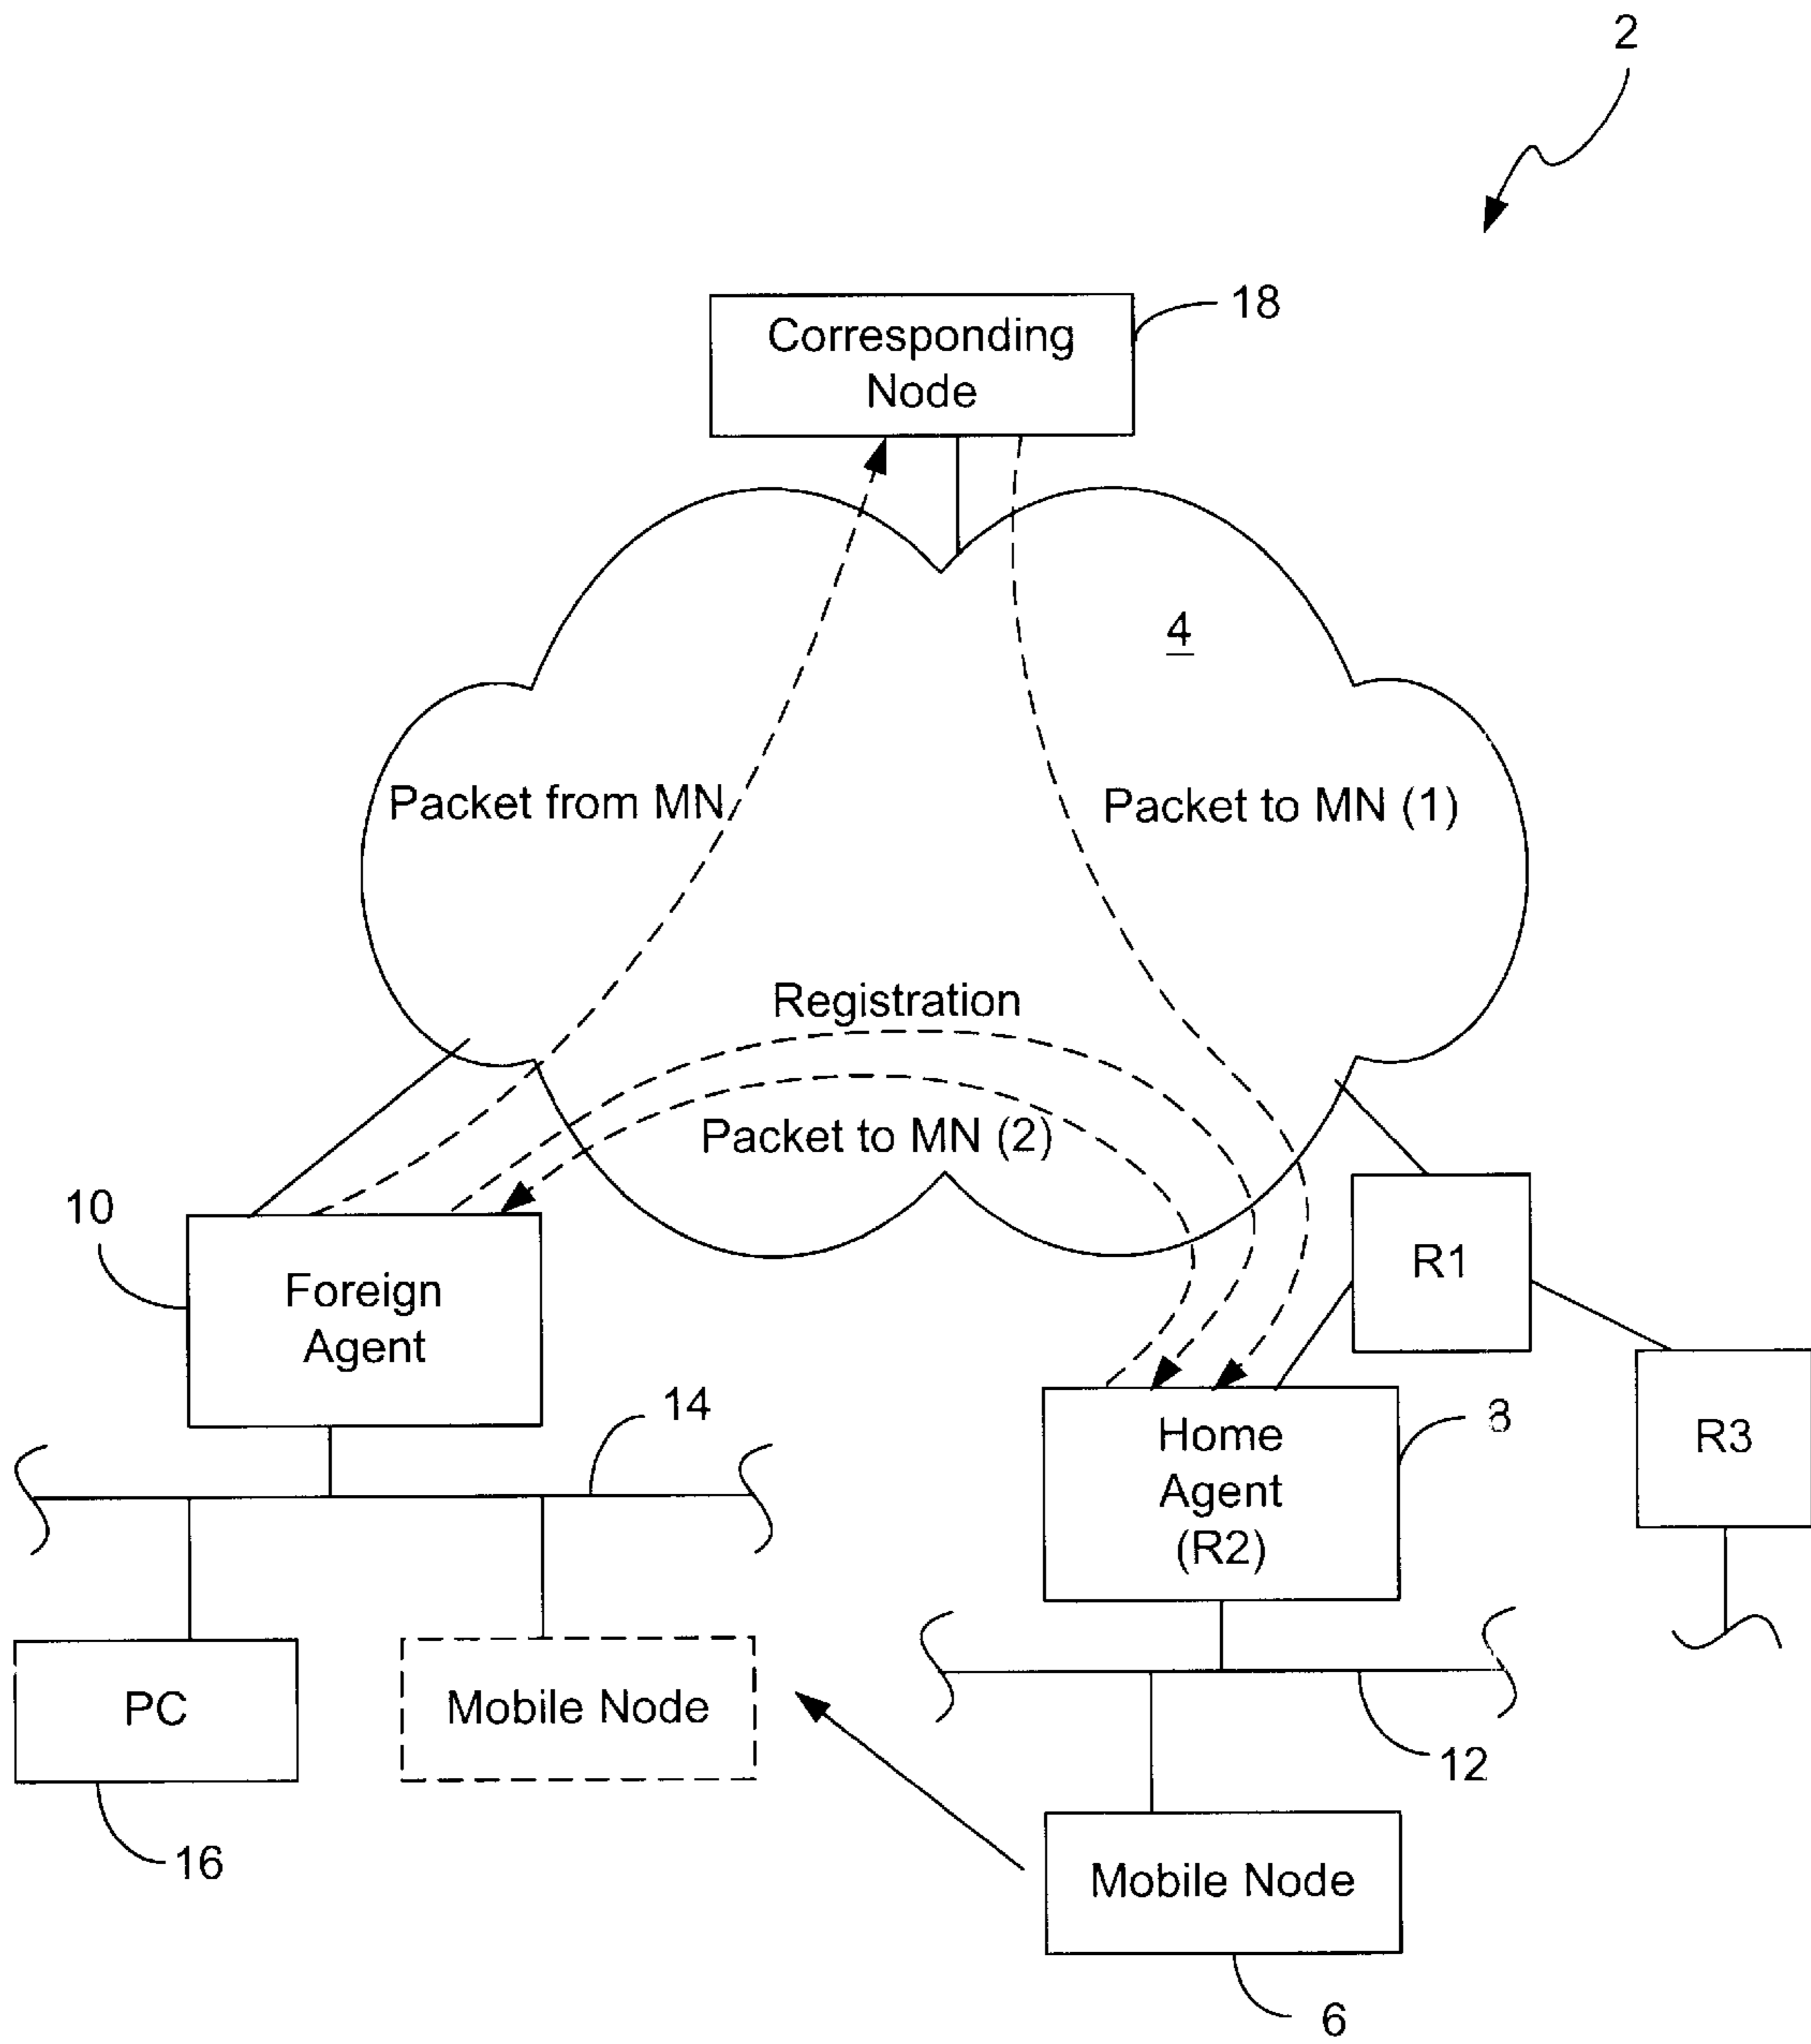 2
18
Corresponding
Node
4
Packet from MN
Packet to MN (1)
Registration
Packet to MN (2)
10
Foreign
Agent
R1
14
8
Home
Agent
(R2)
R3
PC
Mobile Node
12
16
Mobile Node
6